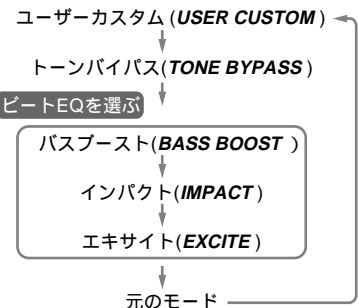 ユーザーカスタム (USER CUSTOM )
トーンバイパス(TONE BYPASS )
ビートEQを選ぶ
バスブースト(BASS BOOST )
インパクト(IMPACT )
エキサイト(EXCITE )
元のモード